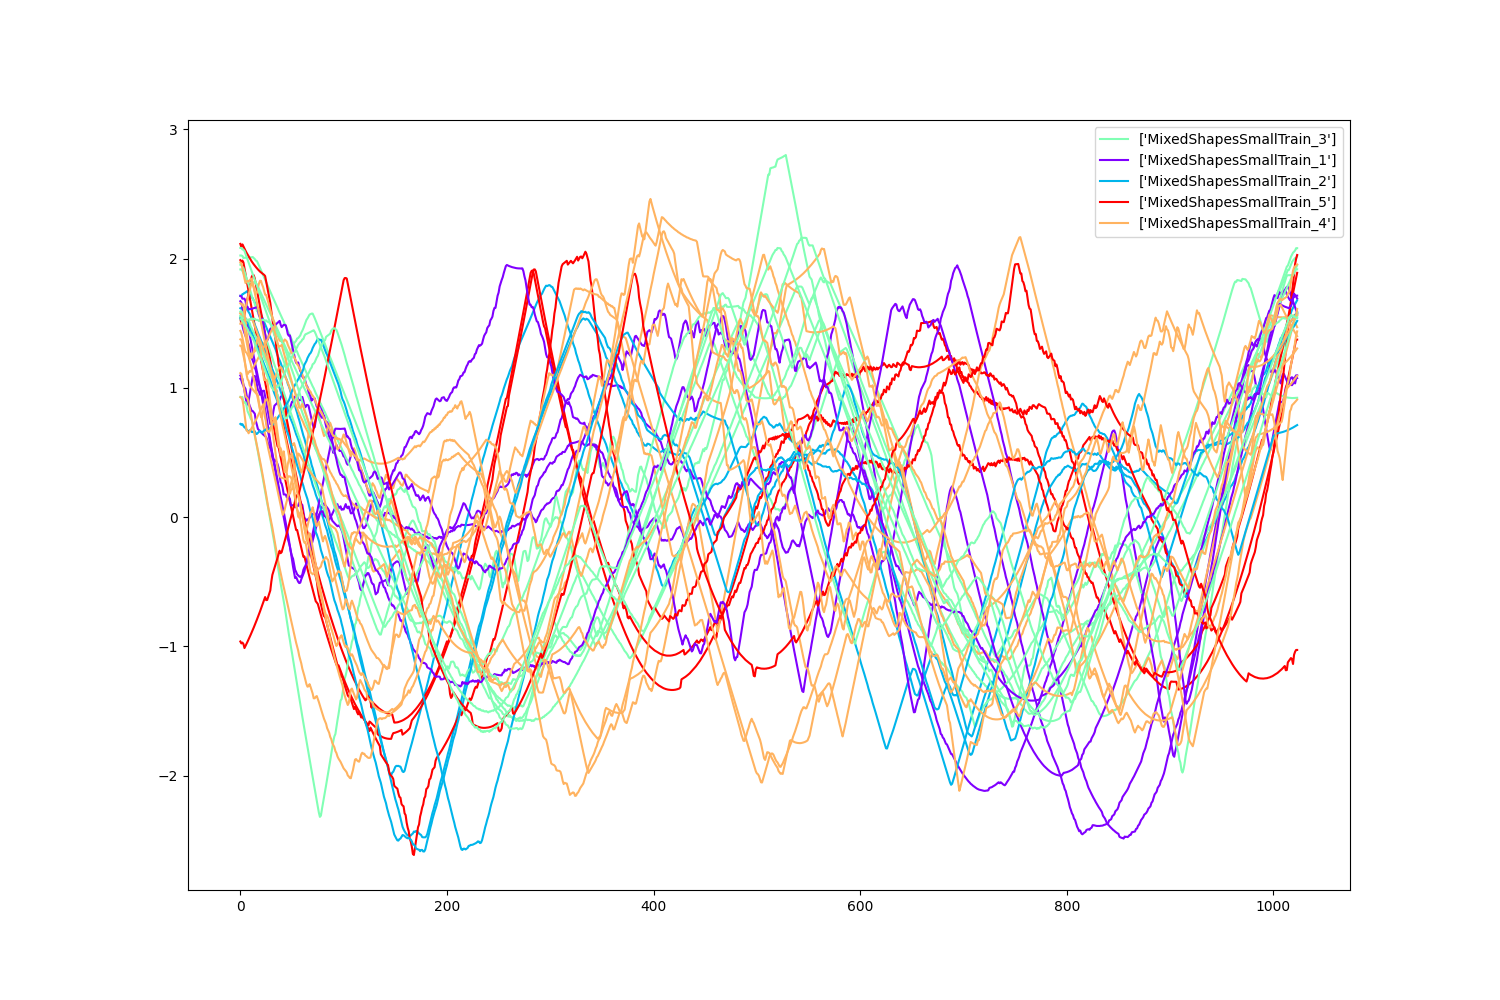 ['MixedShapesSmallTrain_3']
['MixedShapesSmallTrain_1']
['MixedShapesSmallTrain_2']
['MixedShapesSmallTrain_5']
['MixedShapesSmallTrain_4']
3
2
1
0
−1
−2
0 200 400 600 800 1000